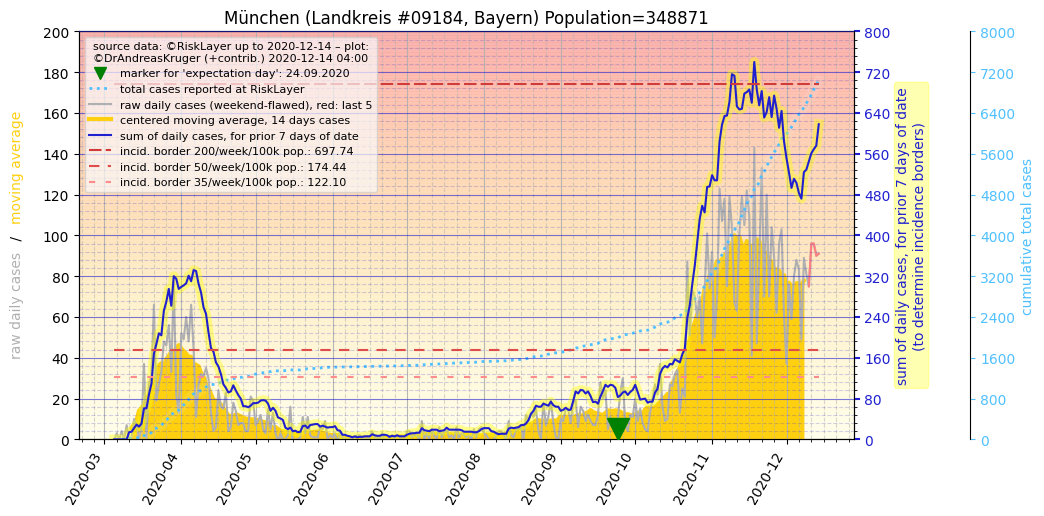 München (Landkreis #09184, Bayern) Population=348871
source data: ©RiskLayer up to 2020-12-14 – plot:
©DrAndreasKruger (+contrib.) 2020-12-14 04:00
marker for 'expectation day': 24.09.2020
total cases reported at RiskLayer
raw daily cases (weekend-flawed), red: last 5
centered moving average, 14 days cases
sum of daily cases, for prior 7 days of date
incid. border 200/week/100k pop.: 697.74
incid. border 50/week/100k pop.: 174.44
incid. border 35/week/100k pop.: 122.10
raw daily cases / moving average
200
180
160
140
120
100
80
60
40
20
0
2020-03
2020-04
2020-05
2020-06
2020-07
2020-08
2020-09
2020-10
2020-11
2020-12
800
720
640
560
480
400
320
240
160
80
0
sum of daily cases, for prior 7 days of date
(to determine incidence borders)
8000
7200
6400
5600
4800
4000
3200
2400
1600
800
0
cumulative total cases